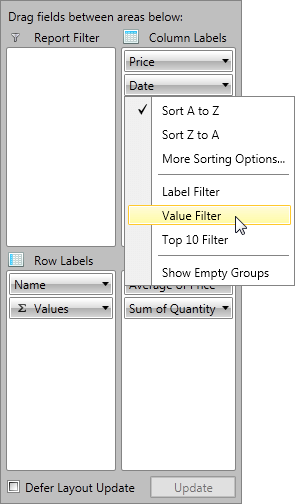 Drag fields between areas below:
Report Filter
Column Labels
Price
Date
Sort A to Z
Sort Z to A
More Sorting Options...
Label Filter
Value Filter
Top 10 Filter
Show Empty Groups
Row Labels
Name
Average of Price
Σ Values
Sum of Quantity
Defer Layout Update
Update